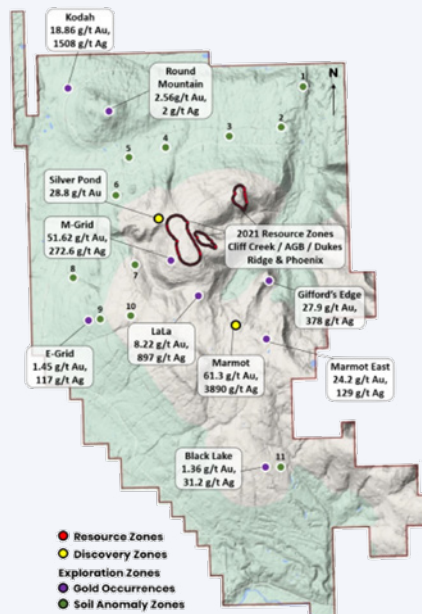 Kodah
18.86 g/t Au,
1508 g/t Ag
Round
Mountain
2.56g/t Au,
2 g/t Ag
1
N
2
3
4
5
6
Silver Pond
28.8 g/t Au
M-Grid
51.62 g/t Au,
272.6 g/t Ag
2021 Resource Zones
Cliff Creek / AGB / Dukes
Ridge & Phoenix
7
8
Gifford's Edge
27.9 g/t Au,
378 g/t Ag
9
10
LaLa
8.22 g/t Au,
897 g/t Ag
E-Grid
1.45 g/t Au,
117 g/t Ag
Marmot
61.3 g/t Au,
3890 g/t Ag
Marmot East
24.2 g/t Au,
129 g/t Ag
Black Lake
1.36 g/t Au,
31.2 g/t Ag
11
Resource Zones
Discovery Zones
Exploration Zones
Gold Occurrences
Soil Anomaly Zones